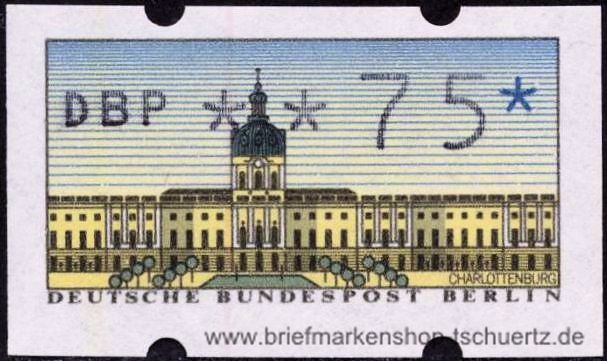 DBP ** 75*
CHARLOTTENBURG
DEUTSCHE BUNDESPOST BERLIN
www.briefmarkenshop-tschuertz.de